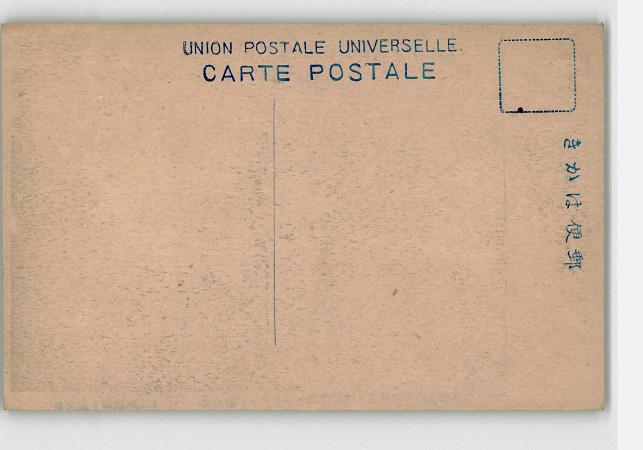 UNION POSTALE UNIVERSELLE.
CARTE POSTALE
郵便はかき